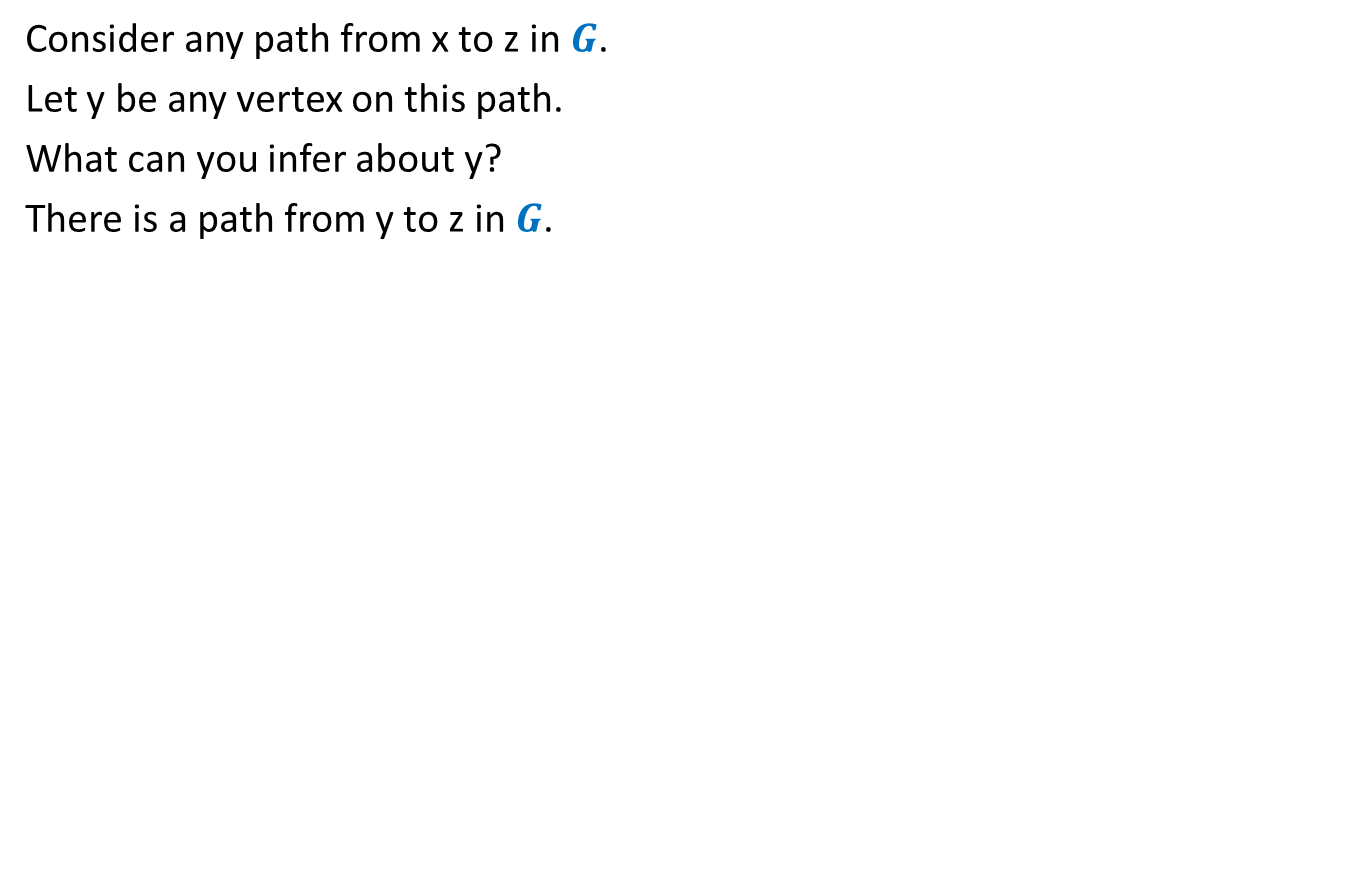 Consider any path from x to z in G.
Let y be any vertex on this path.
What can you infer about y?
There is a path from y to z in G.